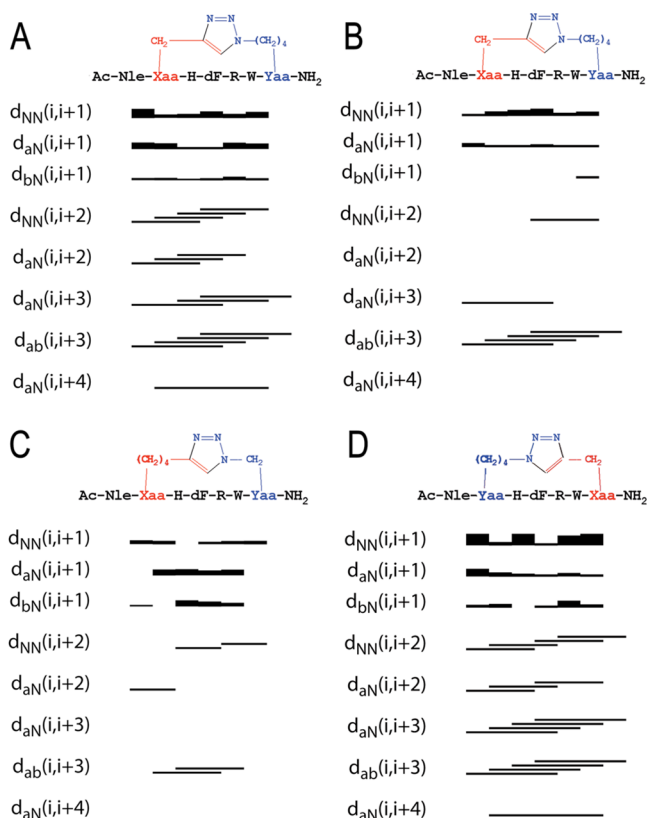 A
N=N
N
CH₂
(CH₂)₄
Ac-Nle-Xaa-H-dF-R-W-Yaa-NH₂
dNN(i,i+1)
daN(i,i+1)
dbN(i,i+1)
dNN(i,i+2)
daN(i,i+2)
daN(i,i+3)
dab(i,i+3)
daN(i,i+4)
B
N=N
N
CH₂
(CH₂)₄
Ac-Nle-Xaa-H-dF-R-W-Yaa-NH₂
dNN(i,i+1)
daN(i,i+1)
dbN(i,i+1)
dNN(i,i+2)
daN(i,i+2)
daN(i,i+3)
dab(i,i+3)
daN(i,i+4)
C
N=N
(CH₂)₄
N
CH₂
Ac-Nle-Xaa-H-dF-R-W-Yaa-NH₂
dNN(i,i+1)
daN(i,i+1)
dbN(i,i+1)
dNN(i,i+2)
daN(i,i+2)
daN(i,i+3)
dab(i,i+3)
daN(i,i+4)
D
N=N
(CH₂)₄
N
CH₂
Ac-Nle-Yaa-H-dF-R-W-Xaa-NH₂
dNN(i,i+1)
daN(i,i+1)
dbN(i,i+1)
dNN(i,i+2)
daN(i,i+2)
daN(i,i+3)
dab(i,i+3)
daN(i,i+4)